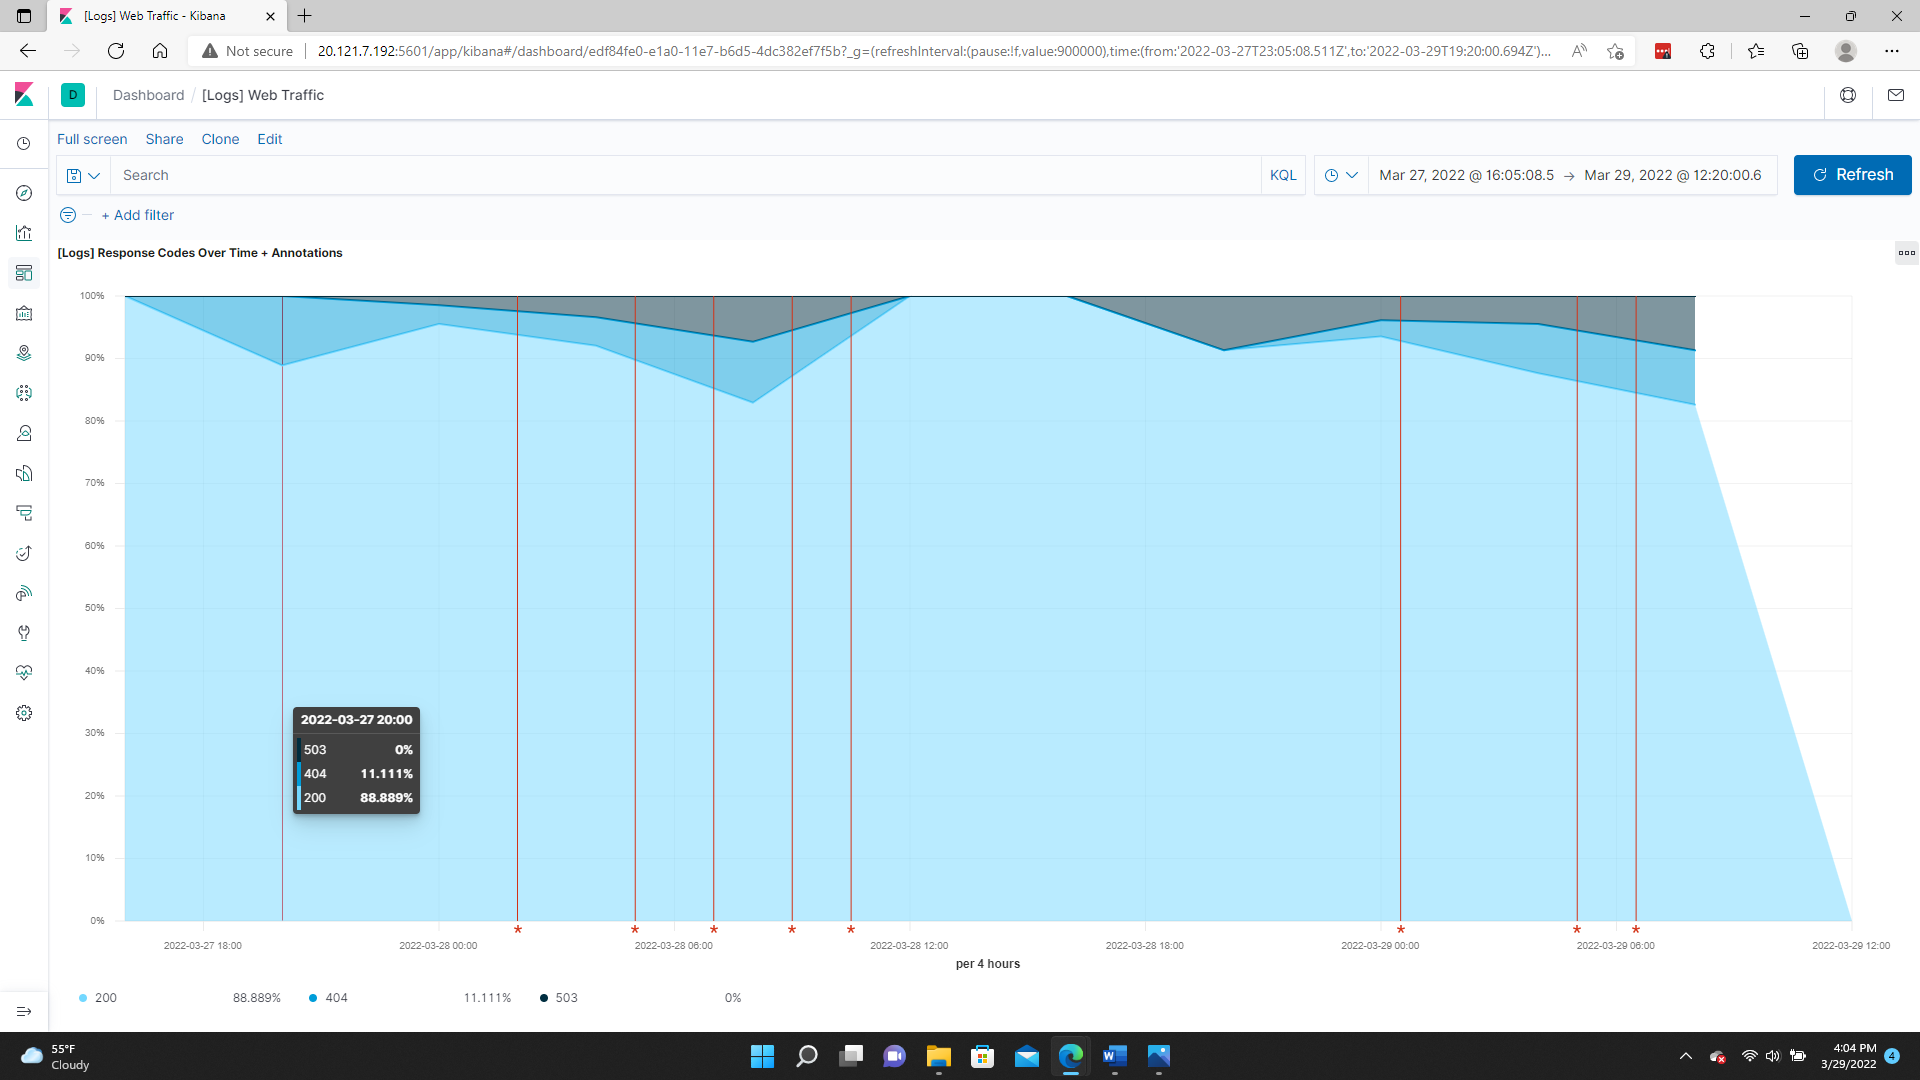 [Logs] Web Traffic - Kibana
Not secure
20.121.7.192:5601/app/kibana#/dashboard/edf84fe0-e1a0-11e7-b6d5-4dc382ef7f5b?_g=(refreshInterval:(pause:!f,value:900000),time:(from:'2022-03-27T23:05:08.511Z',to:'2022-03-29T19:20:00.694Z')...
D Dashboard / [Logs] Web Traffic
Full screen Share Clone Edit
Search KQL Mar 27, 2022 @ 16:05:08.5 → Mar 29, 2022 @ 12:20:00.6 Refresh
+ Add filter
[Logs] Response Codes Over Time + Annotations
100%
90%
80%
70%
60%
50%
40%
30%
20%
10%
0%
2022-03-27 20:00
503 0%
404 11.111%
200 88.889%
2022-03-27 18:00 2022-03-28 00:00 2022-03-28 06:00 2022-03-28 12:00 2022-03-28 18:00 2022-03-29 00:00 2022-03-29 06:00 2022-03-29 12:00
per 4 hours
200 88.889% 404 11.111% 503 0%
55°F
Cloudy
4:04 PM
3/29/2022
4